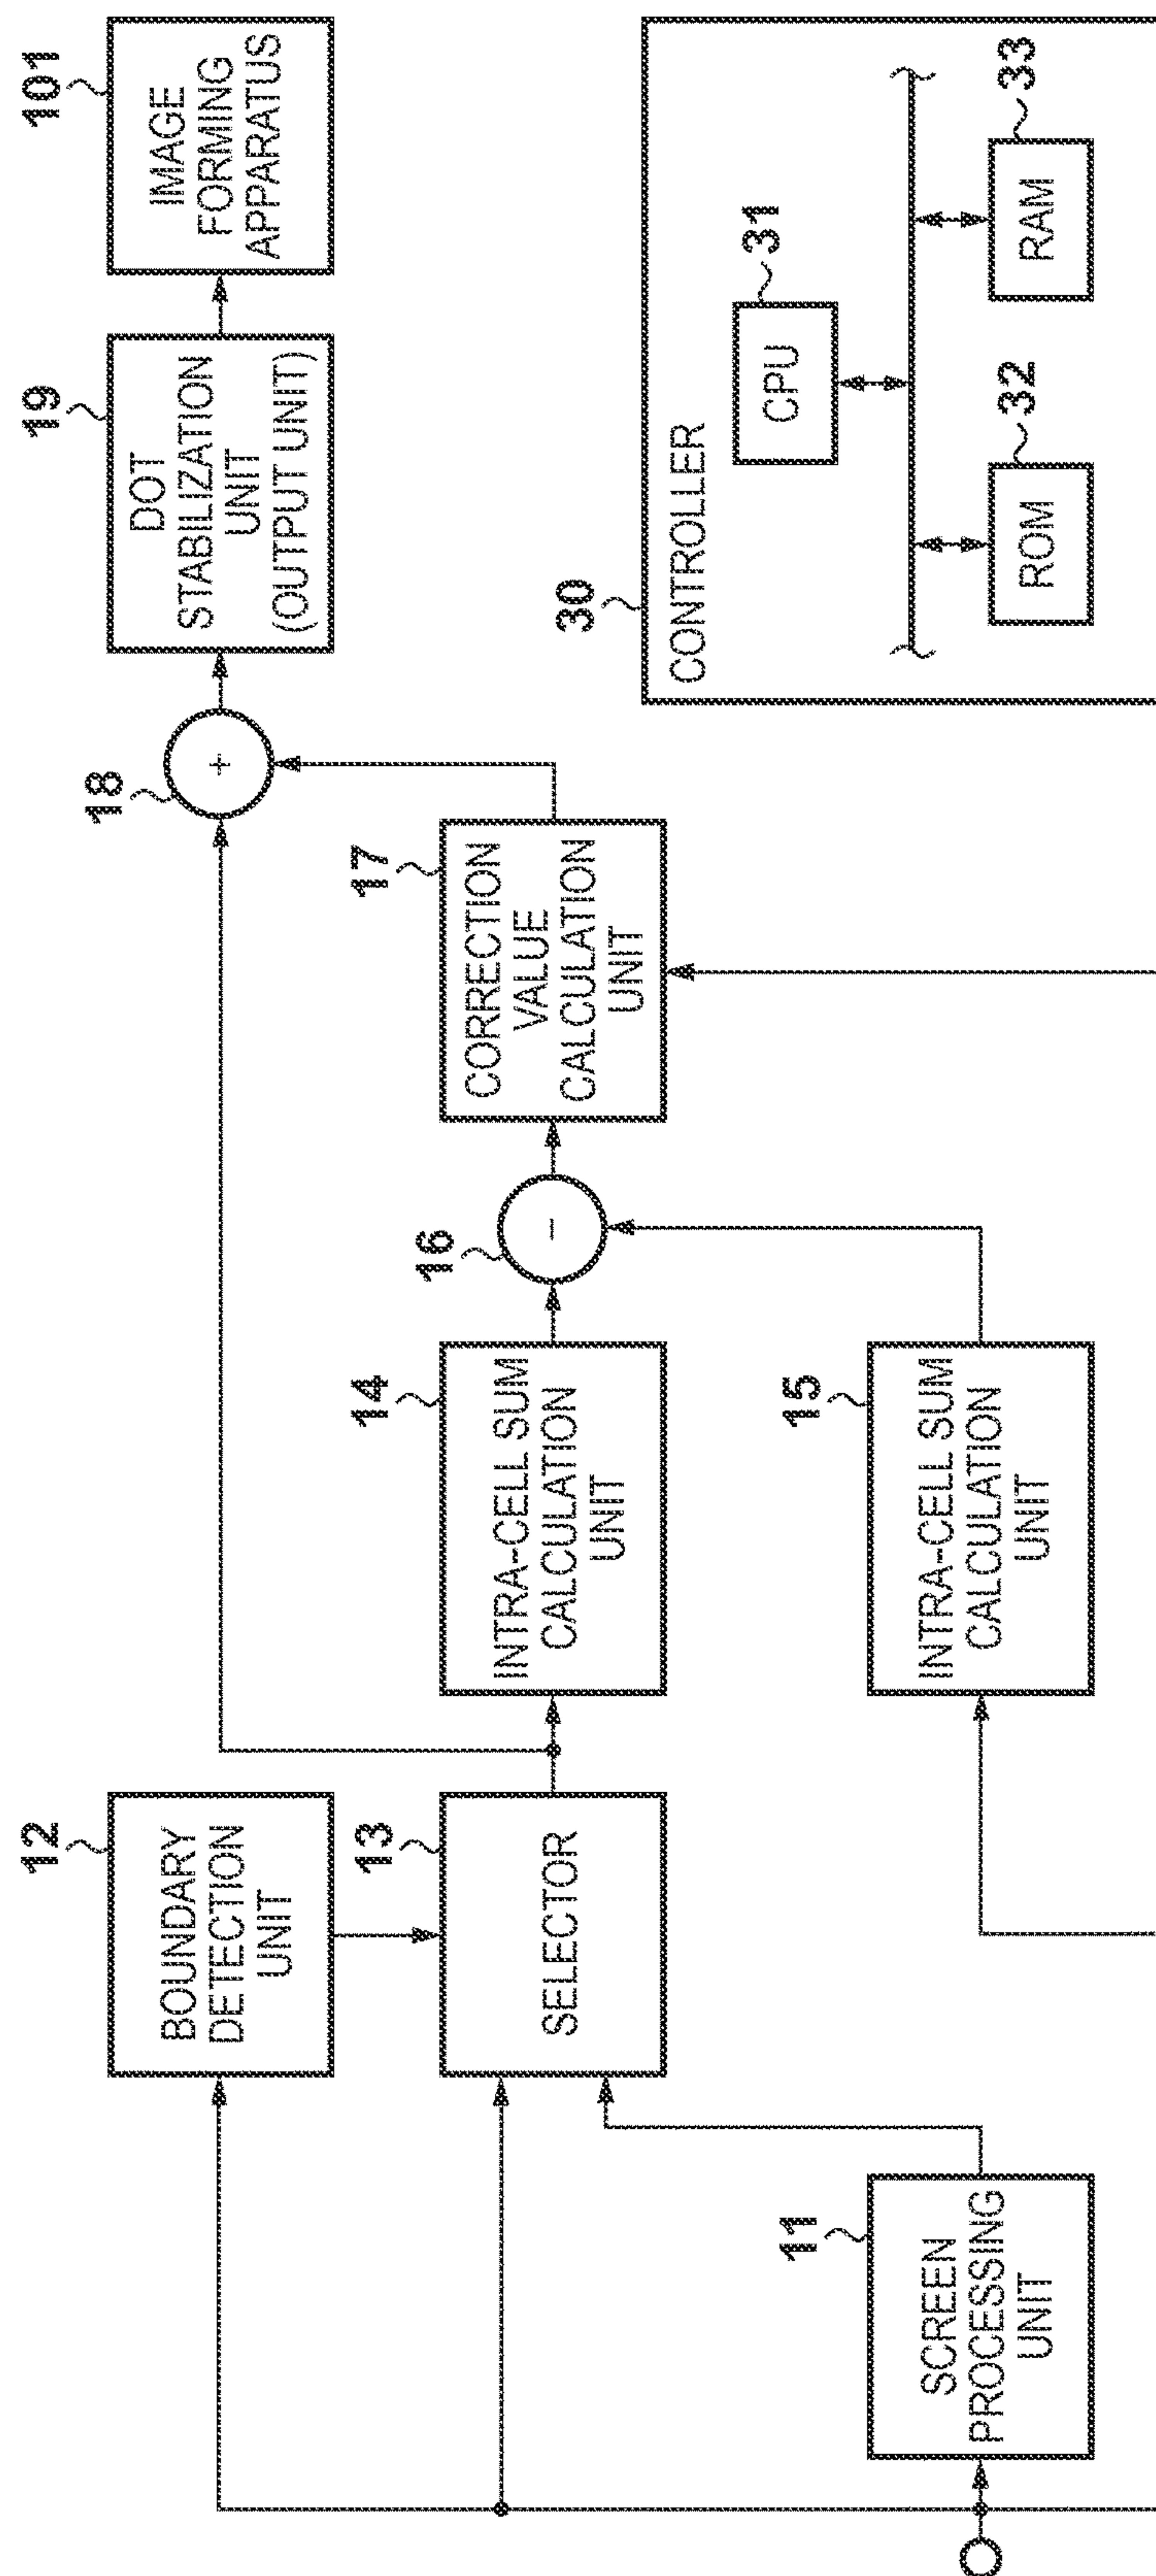 101
IMAGE
FORMING
APPARATUS
19
DOT
STABILIZATION
UNIT
(OUTPUT UNIT)
18
+
17
CORRECTION
VALUE
CALCULATION
UNIT
16
−
14
INTRA-CELL SUM
CALCULATION
UNIT
15
INTRA-CELL SUM
CALCULATION
UNIT
12
BOUNDARY
DETECTION
UNIT
13
SELECTOR
11
SCREEN
PROCESSING
UNIT
30
CONTROLLER
31
CPU
32
ROM
33
RAM